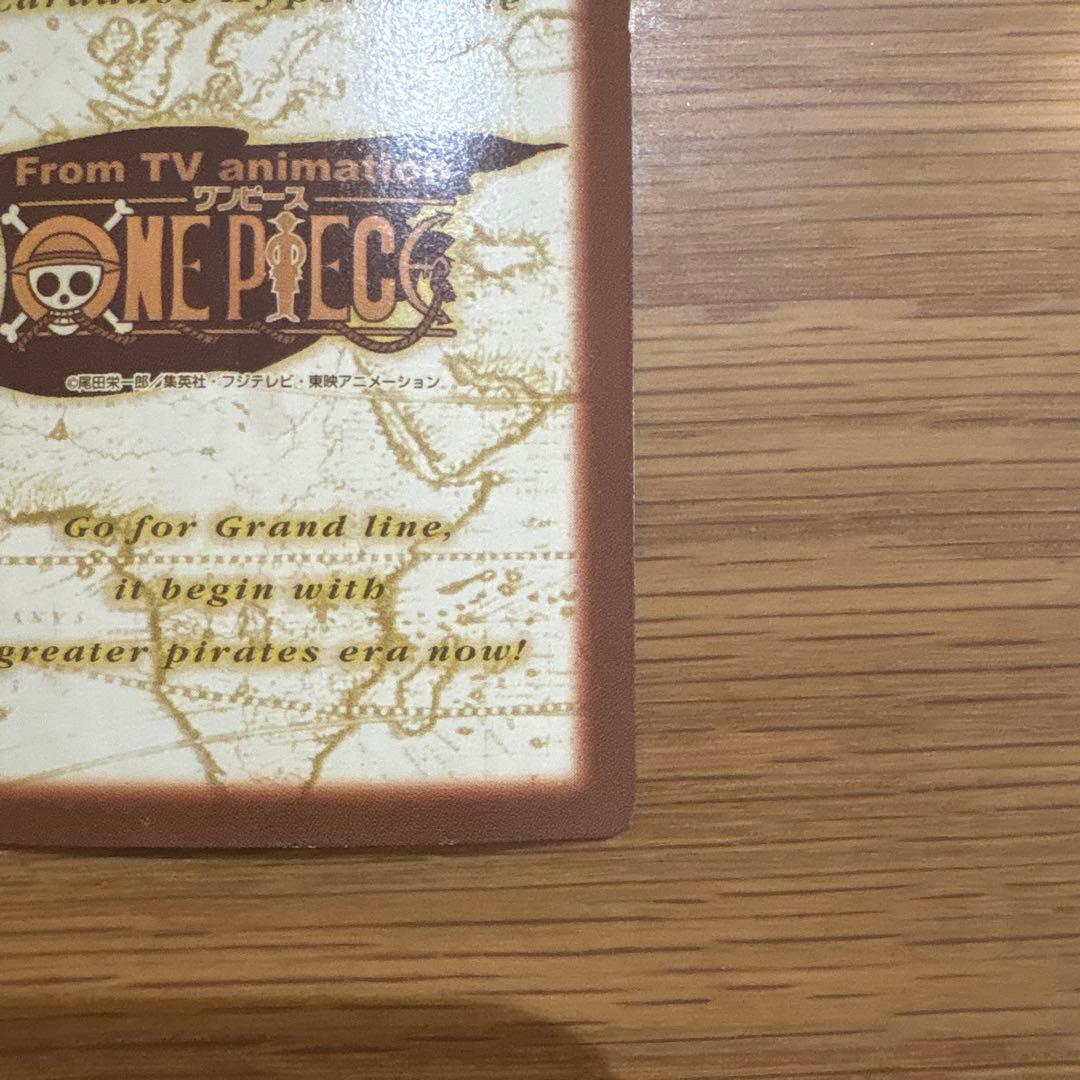 From TV animation
ワンピース
ONE PIECE
©尾田栄一郎/集英社・フジテレビ・東映アニメーション
Go for Grand line,
it begin with
greater pirates era now!